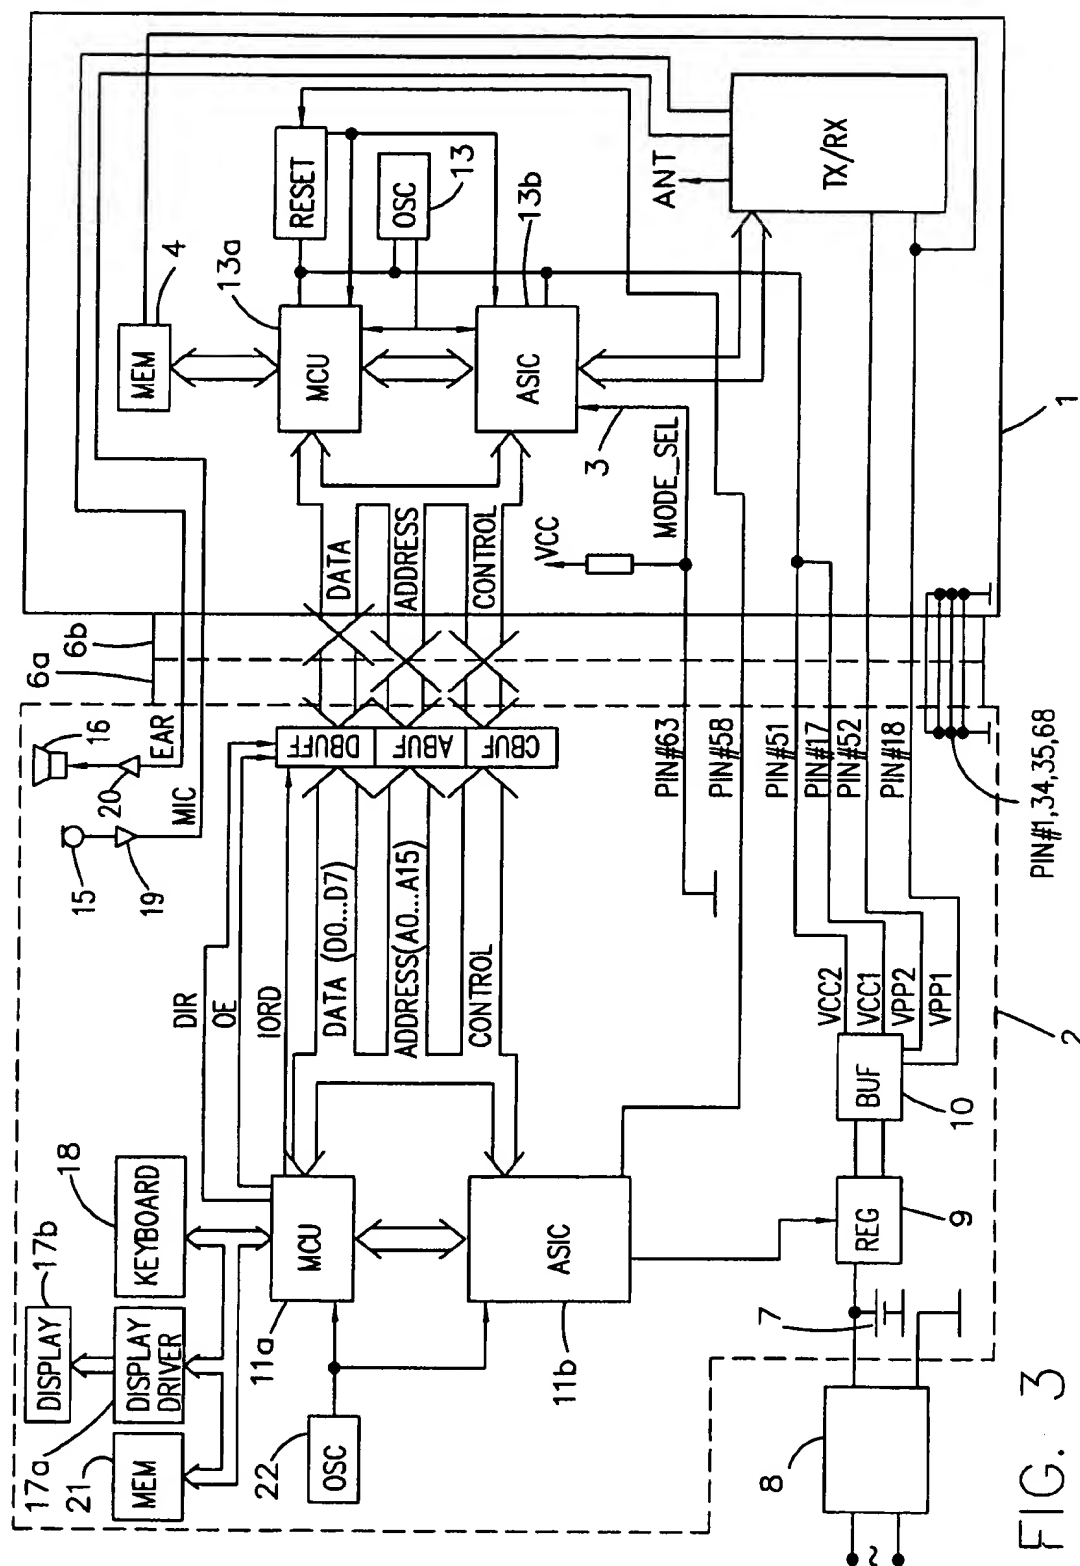 17b
DISPLAY
17a
DISPLAY
DRIVER
21
MEM
18
KEYBOARD
22
OSC
11a
MCU
11b
ASIC
DIR
OE
IORD
DATA (D0...D7)
ADDRESS(A0...A15)
CONTROL
15
19
MIC
16
20
EAR
DBUFF
ABUF
CBUF
6a
6b
DATA
ADDRESS
CONTROL
4
MEM
13a
MCU
RESET
OSC
13
13b
ASIC
3
MODE_SEL
VCC
ANT
TX/RX
1
PIN#63
PIN#58
PIN#51
PIN#17
PIN#52
PIN#18
PIN#1,34,35,68
VCC2
VCC1
VPP2
VPP1
BUF
10
REG
9
7
8
~
2
FIG. 3